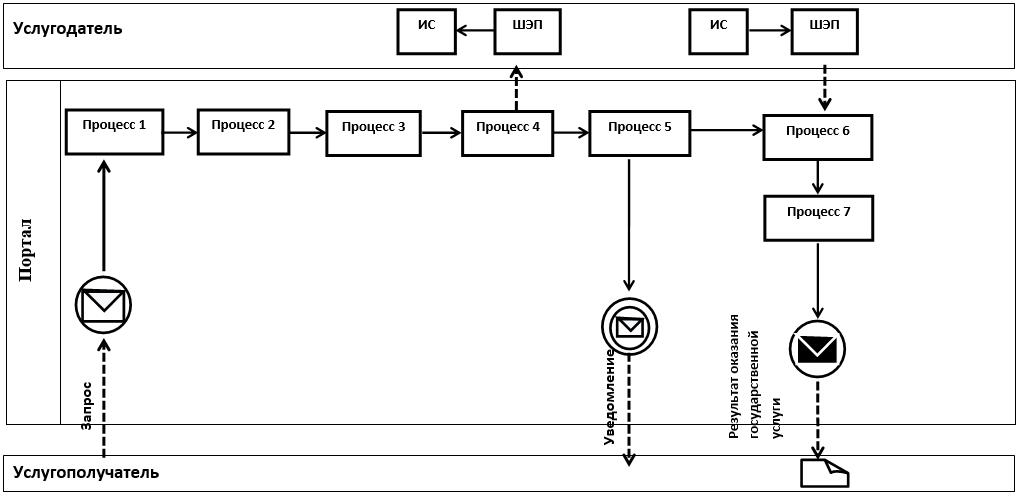 Услугодатель
ИС
ШЭП
ИС
ШЭП
Портал
Процесс 1
Процесс 2
Процесс 3
Процесс 4
Процесс 5
Процесс 6
Процесс 7
Запрос
Уведомление
Результат оказания
государственной
услуги
Услугополучатель